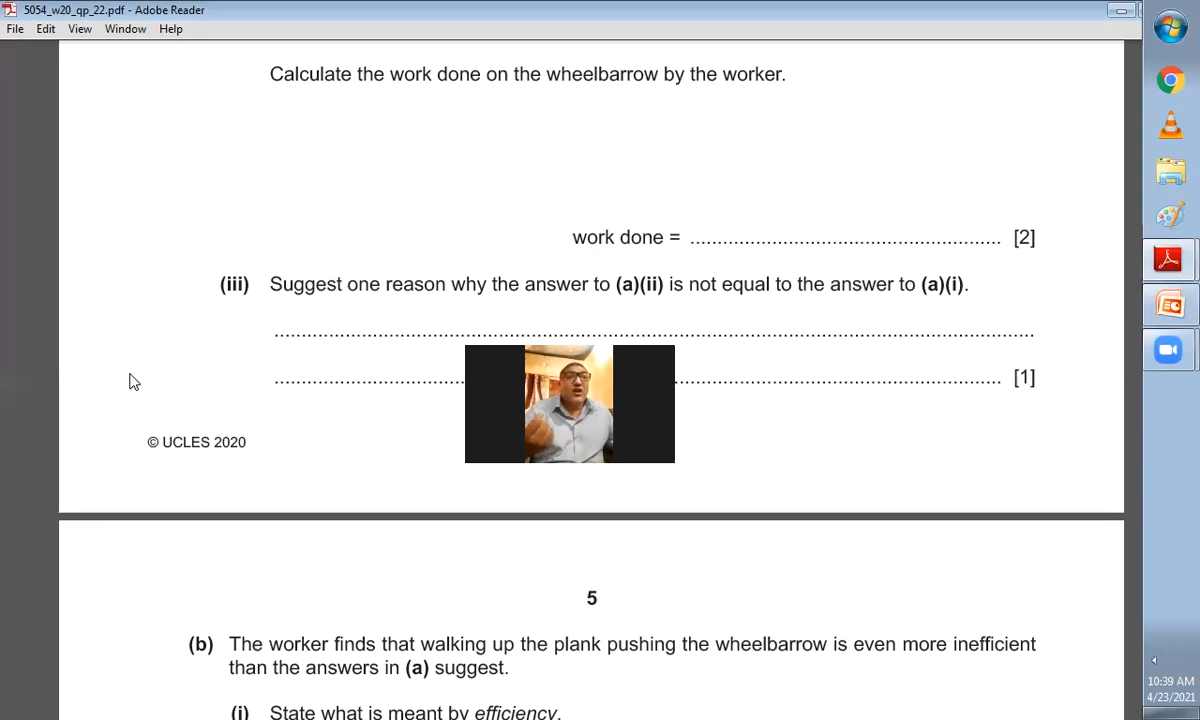 5054_w20_qp_22.pdf - Adobe Reader
File Edit View Window Help
Calculate the work done on the wheelbarrow by the worker.
work done = ........................................................ [2]
(iii) Suggest one reason why the answer to (a)(ii) is not equal to the answer to (a)(i).
[1]
© UCLES 2020
5
(b) The worker finds that walking up the plank pushing the wheelbarrow is even more inefficient
than the answers in (a) suggest.
(i) State what is meant by efficiency.
10:39 AM
4/23/2021